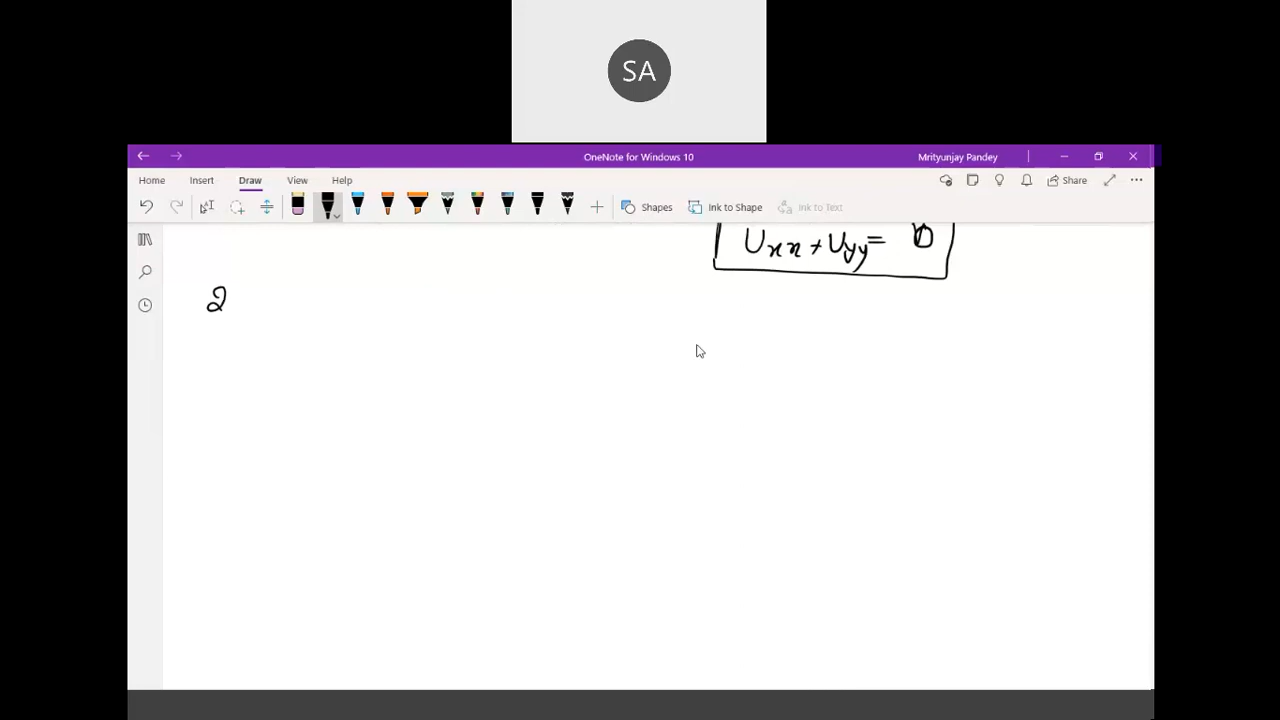 SA
OneNote for Windows 10 Mrityunjay Pandey
Home Insert Draw View Help Share
Shapes Ink to Shape Ink to Text
Uxx + Uyy = 0
2